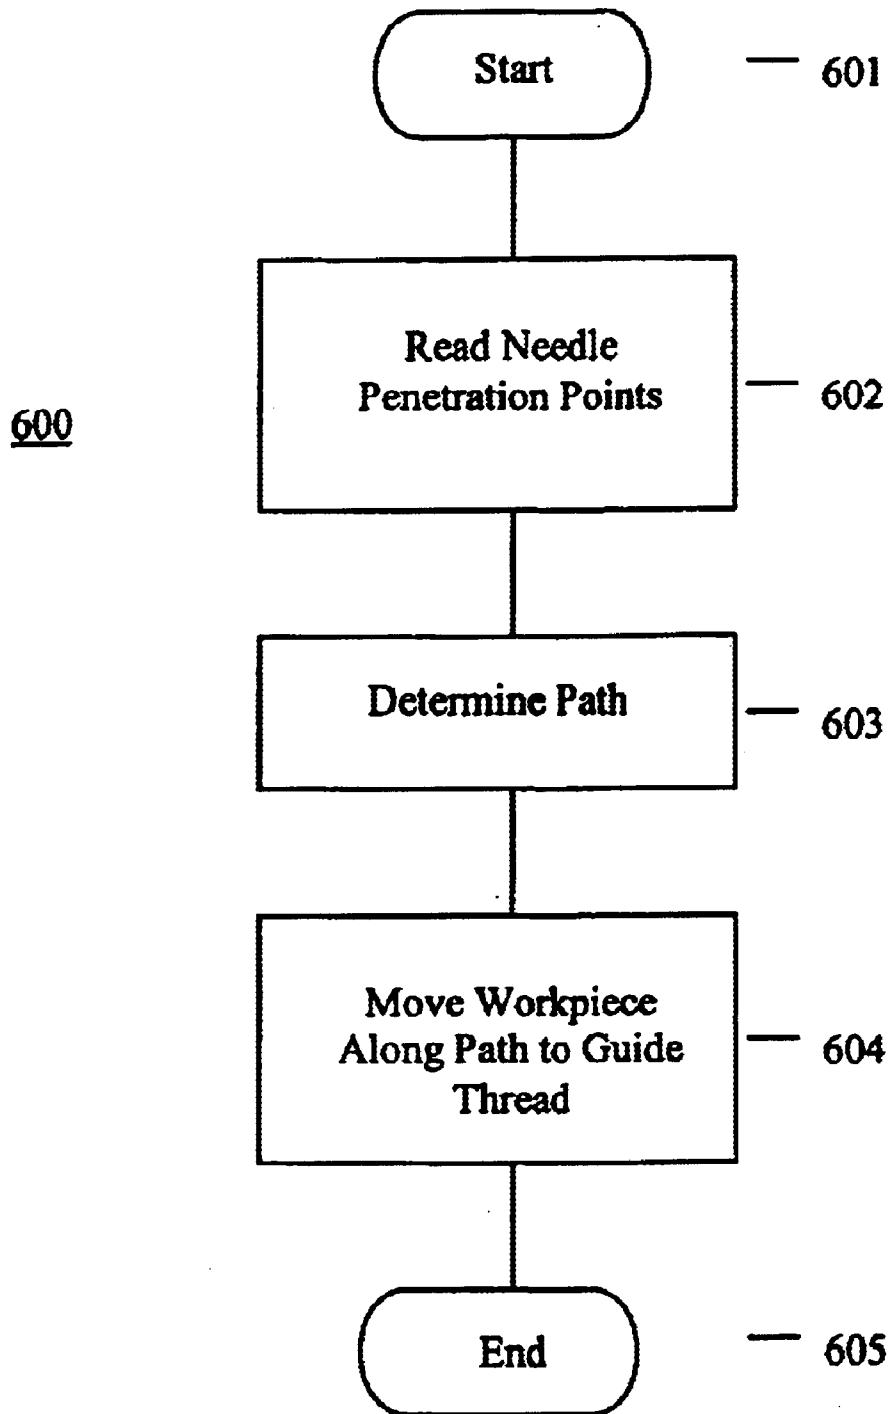 Start
601
Read Needle
Penetration Points
602
600
Determine Path
603
Move Workpiece
Along Path to Guide
Thread
604
End
605